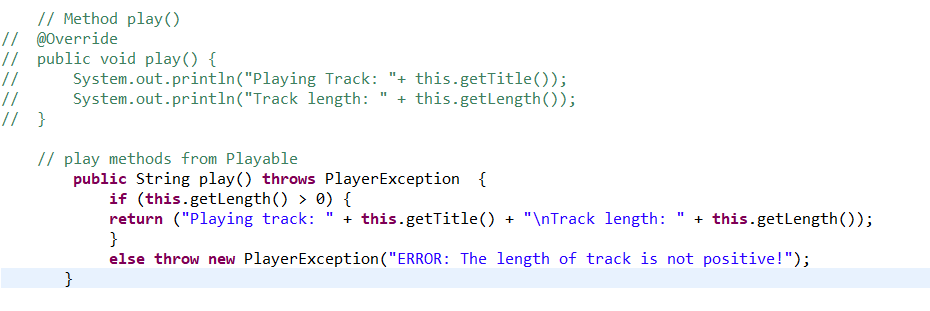 // Method play()
//  @Override
//  public void play() {
//      System.out.println("Playing Track: "+ this.getTitle());
//      System.out.println("Track length: " + this.getLength());
//  }

    // play methods from Playable
        public String play() throws PlayerException  {
            if (this.getLength() > 0) {
            return ("Playing track: " + this.getTitle() + "\nTrack length: " + this.getLength());
            }
            else throw new PlayerException("ERROR: The length of track is not positive!");
       }